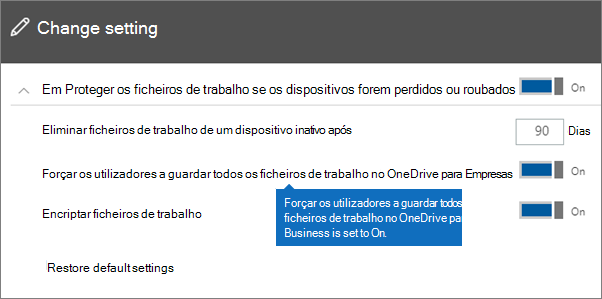 Change setting
Em Proteger os ficheiros de trabalho se os dispositivos forem perdidos ou roubados On
Eliminar ficheiros de trabalho de um dispositivo inativo após 90 Dias
Forçar os utilizadores a guardar todos os ficheiros de trabalho no OneDrive para Empresas On
Forçar os utilizadores a guardar todos
ficheiros de trabalho no OneDrive pa
Business is set to On.
Encriptar ficheiros de trabalho On
Restore default settings